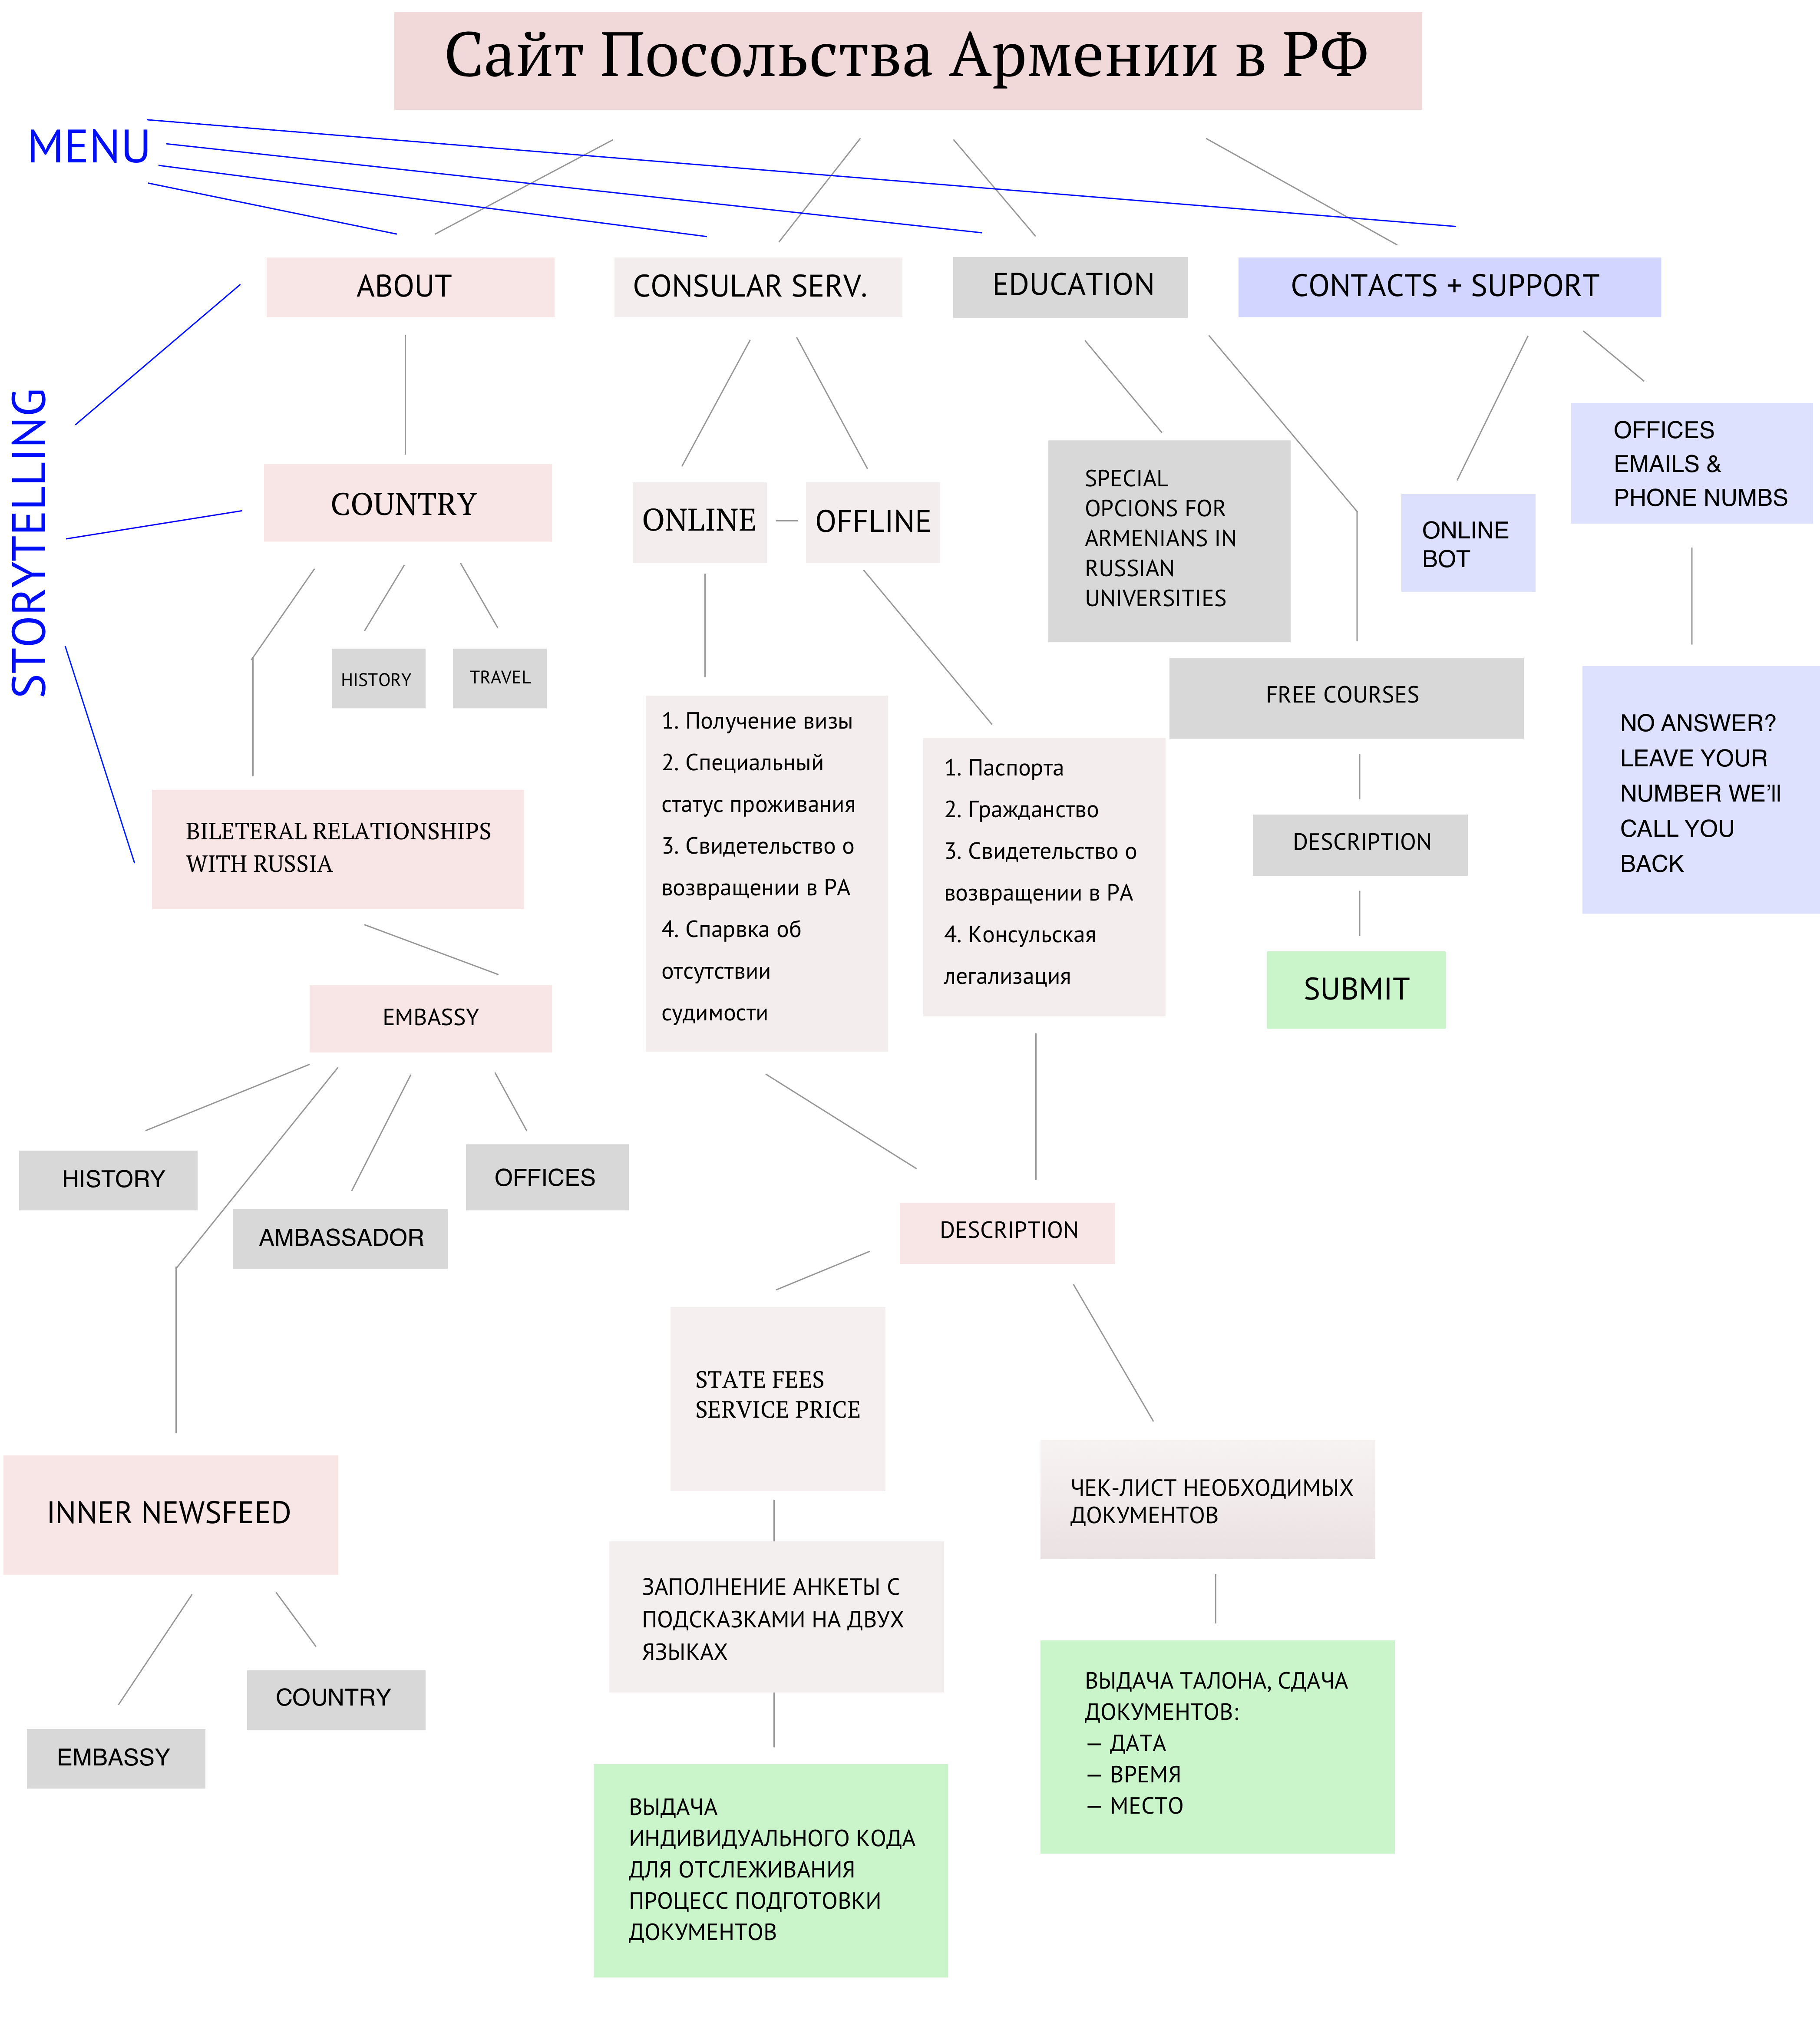 Сайт Посольства Армении в РФ
MENU
ABOUT
CONSULAR SERV.
EDUCATION
CONTACTS + SUPPORT
STORYTELLING
COUNTRY
ONLINE
OFFLINE
SPECIAL
OPCIONS FOR
ARMENIANS IN
RUSSIAN
UNIVERSITIES
ONLINE
BOT
OFFICES
EMAILS &
PHONE NUMBS
HISTORY
TRAVEL
FREE COURSES
NO ANSWER?
LEAVE YOUR
NUMBER WE'll
CALL YOU
BACK
1. Получение визы
2. Специальный
статус проживания
3. Свидетельство о
возвращении в РА
4. Спарвка об
отсутствии
судимости
1. Паспорта
2. Гражданство
3. Свидетельство о
возвращении в РА
4. Консульская
легализация
BILETERAL RELATIONSHIPS
WITH RUSSIA
DESCRIPTION
SUBMIT
EMBASSY
HISTORY
AMBASSADOR
OFFICES
DESCRIPTION
STATE FEES
SERVICE PRICE
INNER NEWSFEED
ЧЕК-ЛИСТ НЕОБХОДИМЫХ
ДОКУМЕНТОВ
ЗАПОЛНЕНИЕ АНКЕТЫ С
ПОДСКАЗКАМИ НА ДВУХ
ЯЗЫКАХ
COUNTRY
EMBASSY
ВЫДАЧА ТАЛОНА, СДАЧА
ДОКУМЕНТОВ:
— ДАТА
— ВРЕМЯ
— МЕСТО
ВЫДАЧА
ИНДИВИДУАЛЬНОГО КОДА
ДЛЯ ОТСЛЕЖИВАНИЯ
ПРОЦЕСС ПОДГОТОВКИ
ДОКУМЕНТОВ